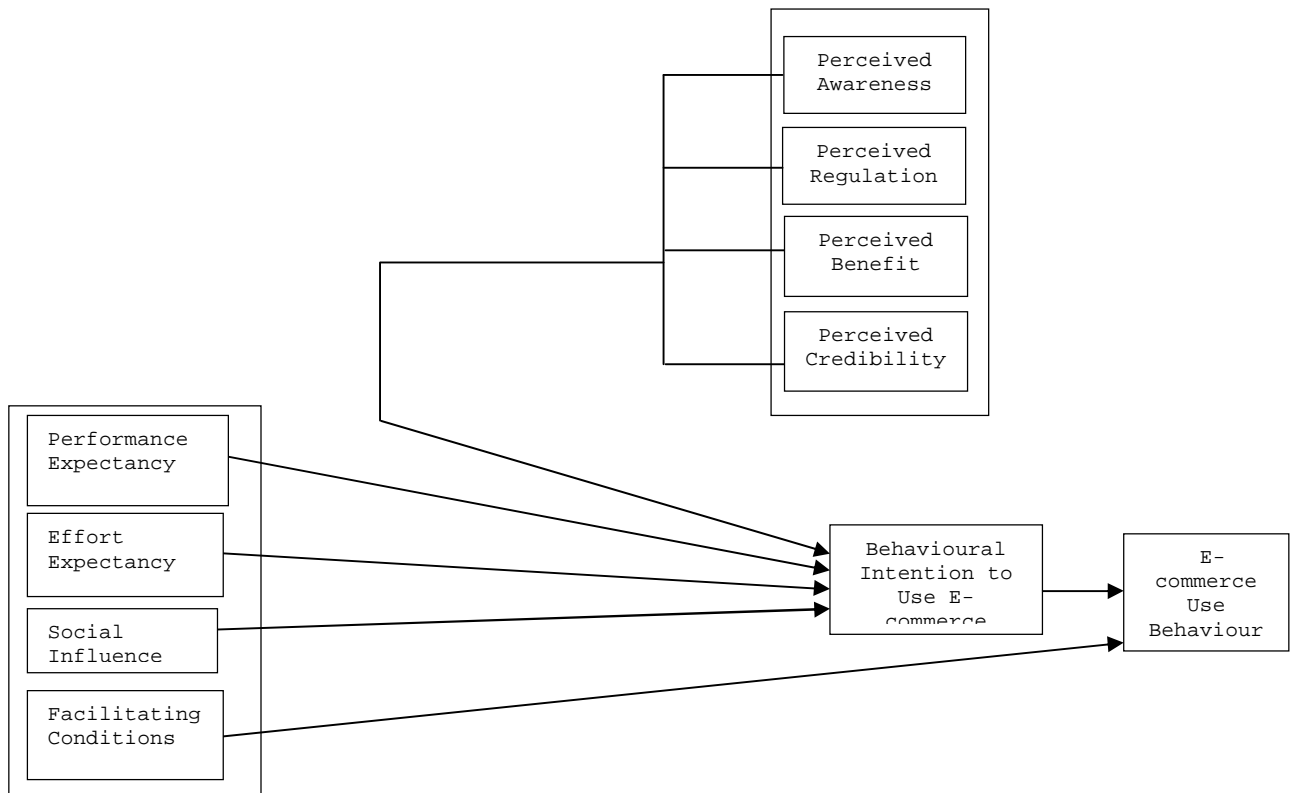 Perceived
Awareness
Perceived
Regulation
Perceived
Benefit
Perceived
Credibility
Performance
Expectancy
Effort
Expectancy
Social
Influence
Facilitating
Conditions
Behavioural
Intention to
Use E-
commerce
E-
commerce
Use
Behaviour